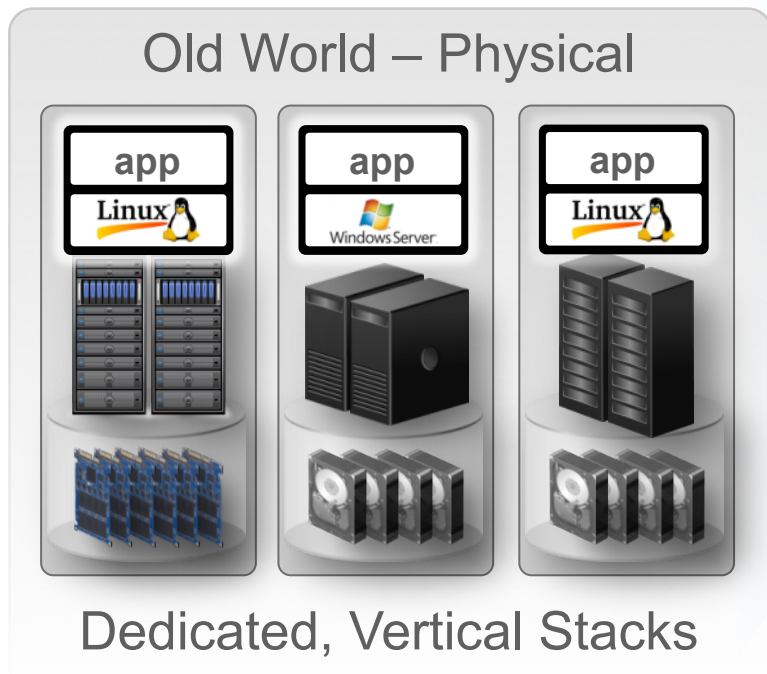 Old World – Physical
app
Linux
app
Windows Server
app
Linux
Dedicated, Vertical Stacks